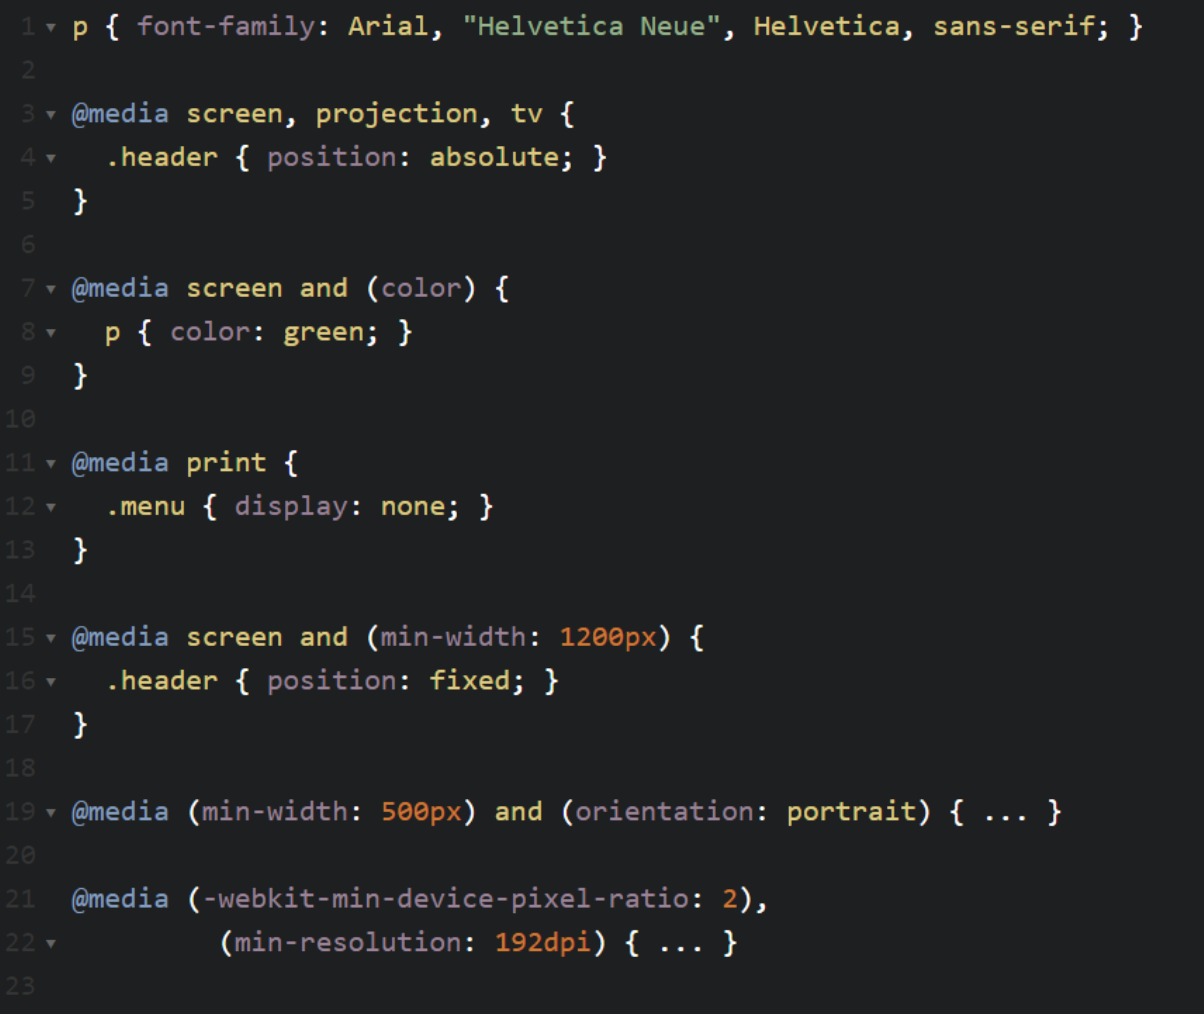 1 p { font-family: Arial, "Helvetica Neue", Helvetica, sans-serif; }
2
3 @media screen, projection, tv {
4   .header { position: absolute; }
5 }
6
7 @media screen and (color) {
8   p { color: green; }
9 }
10
11 @media print {
12   .menu { display: none; }
13 }
14
15 @media screen and (min-width: 1200px) {
16   .header { position: fixed; }
17 }
18
19 @media (min-width: 500px) and (orientation: portrait) { ... }
20
21 @media (-webkit-min-device-pixel-ratio: 2),
22          (min-resolution: 192dpi) { ... }
23